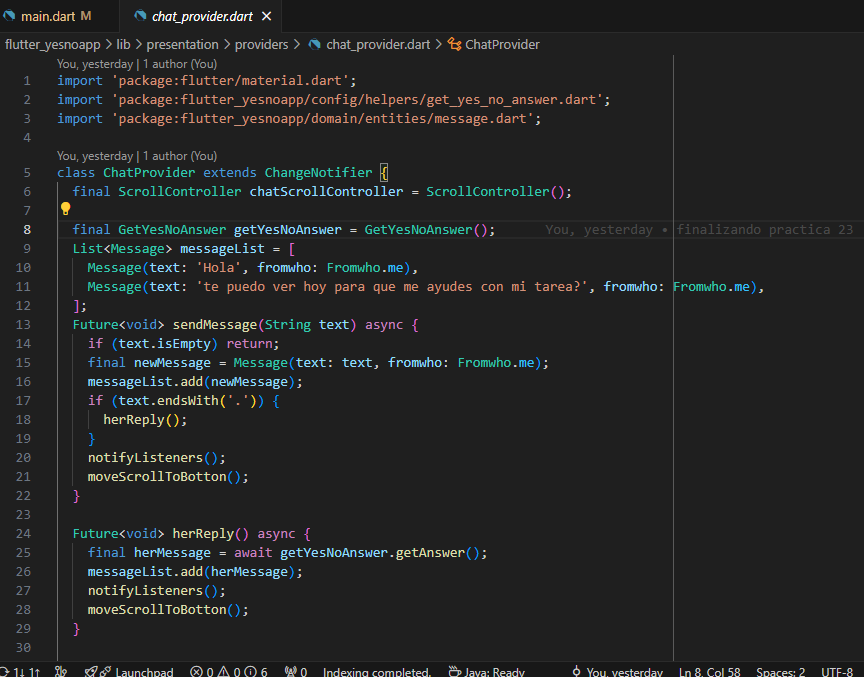 main.dart M
chat_provider.dart ×
flutter_yesnoapp > lib > presentation > providers > chat_provider.dart > ChatProvider
You, yesterday | 1 author (You)
1 import 'package:flutter/material.dart';
2 import 'package:flutter_yesnoapp/config/helpers/get_yes_no_answer.dart';
3 import 'package:flutter_yesnoapp/domain/entities/message.dart';
4
You, yesterday | 1 author (You)
5 class ChatProvider extends ChangeNotifier {
6 final ScrollController chatScrollController = ScrollController();
7
8 final GetYesNoAnswer getYesNoAnswer = GetYesNoAnswer(); You, yesterday • finalizando practica 23
9 List<Message> messageList = [
10 Message(text: 'Hola', fromwho: Fromwho.me),
11 Message(text: 'te puedo ver hoy para que me ayudes con mi tarea?', fromwho: Fromwho.me),
12 ];
13 Future<void> sendMessage(String text) async {
14 if (text.isEmpty) return;
15 final newMessage = Message(text: text, fromwho: Fromwho.me);
16 messageList.add(newMessage);
17 if (text.endsWith('.')) {
18 herReply();
19 }
20 notifyListeners();
21 moveScrollToBotton();
22 }
23
24 Future<void> herReply() async {
25 final herMessage = await getYesNoAnswer.getAnswer();
26 messageList.add(herMessage);
27 notifyListeners();
28 moveScrollToBotton();
29 }
30
1↓ 1↑ Launchpad 0 0 6 0 Indexing completed. Java: Ready You, yesterday Ln 8, Col 58 Spaces: 2 UTF-8